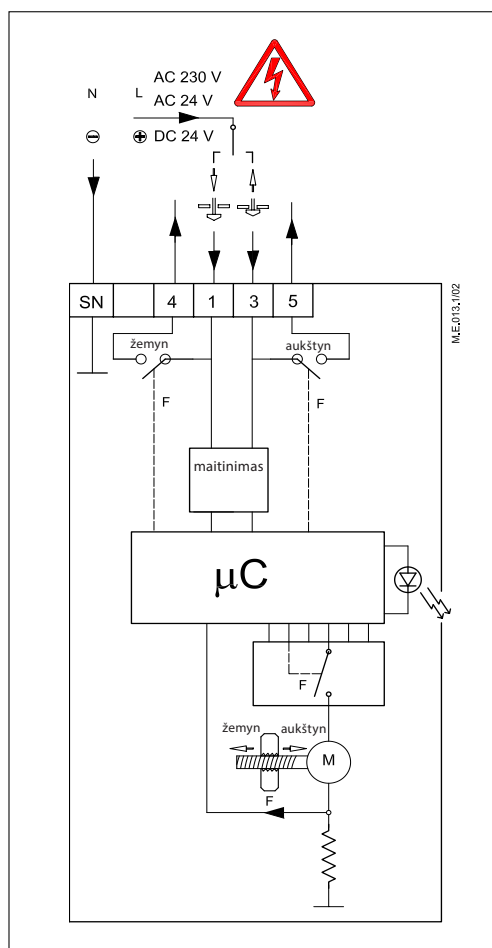 AC 230 V
N L AC 24 V
⊖ ⊕ DC 24 V
SN 4 1 3 5
M.E.013.1/02
žemyn aukštyn
F F
maitinimas
µC
F
žemyn aukštyn
M
F